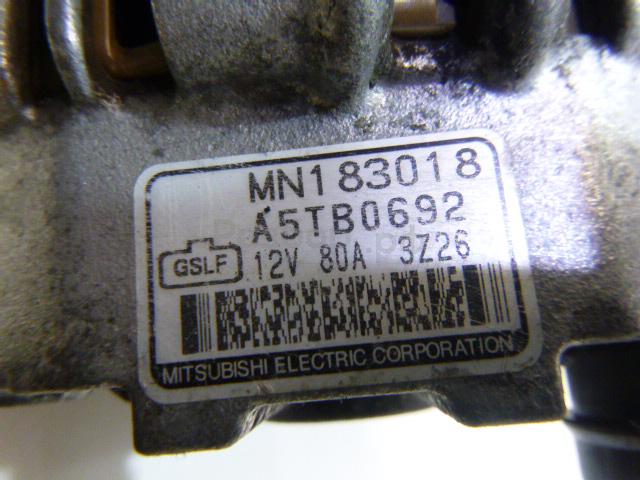 MN183018
A5TB0692
GSLF 12V 80A 3Z26
MITSUBISHI ELECTRIC CORPORATION